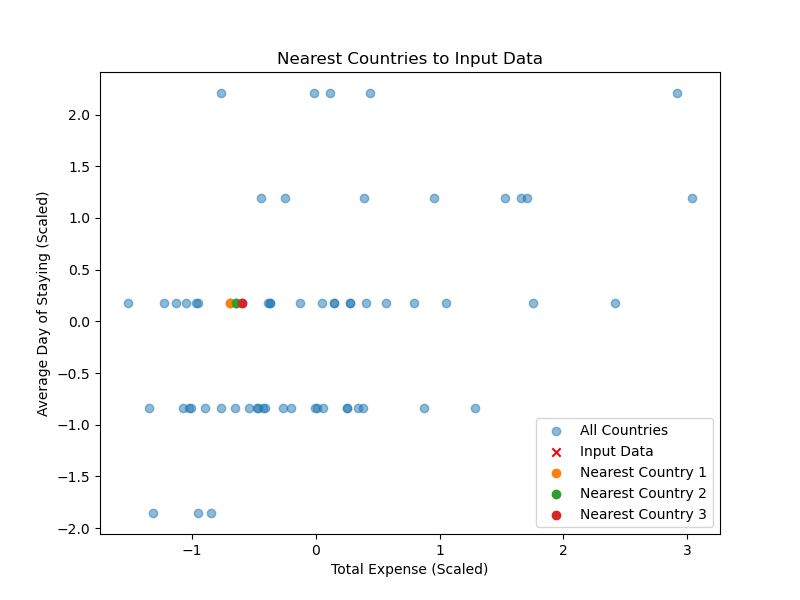 Nearest Countries to Input Data
Average Day of Staying (Scaled)
2.0
1.5
1.0
0.5
0.0
−0.5
−1.0
−1.5
−2.0
−1
0
1
2
3
Total Expense (Scaled)
All Countries
Input Data
Nearest Country 1
Nearest Country 2
Nearest Country 3